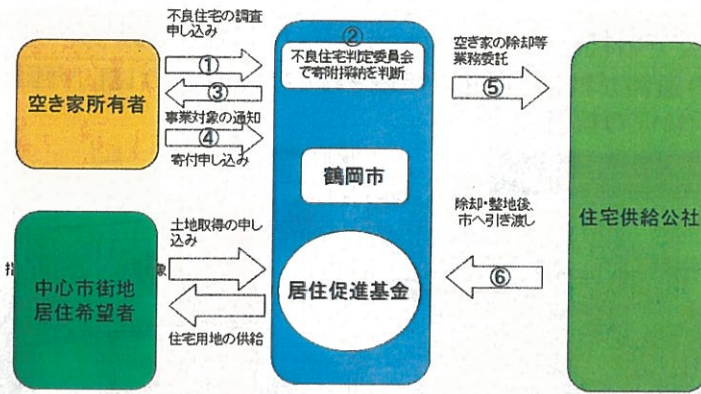 不良住宅の調査
申し込み
①
②
不良住宅判定委員会
で寄附採納を判断
空き家の除却等
業務委託
⑤
空き家所有者
③
事業対象の通知
④
寄付申し込み
鶴岡市
住宅供給公社
土地取得の申し
込み
除却・整地後、
市へ引き渡し
⑥
中心市街地
居住希望者
居住促進基金
住宅用地の供給